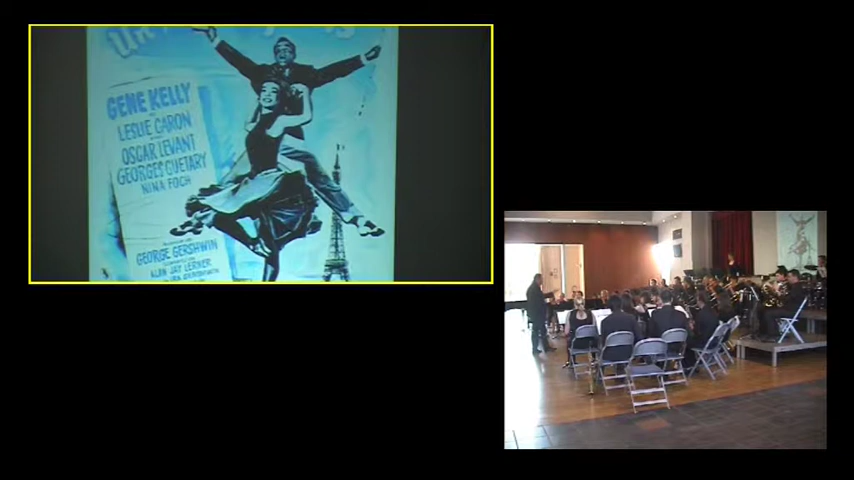 GENE KELLY
LESLIE CARON
OSCAR LEVANT
GEORGES GUETARY
NINA FOCH
GEORGE GERSHWIN
ALAN JAY LERNER